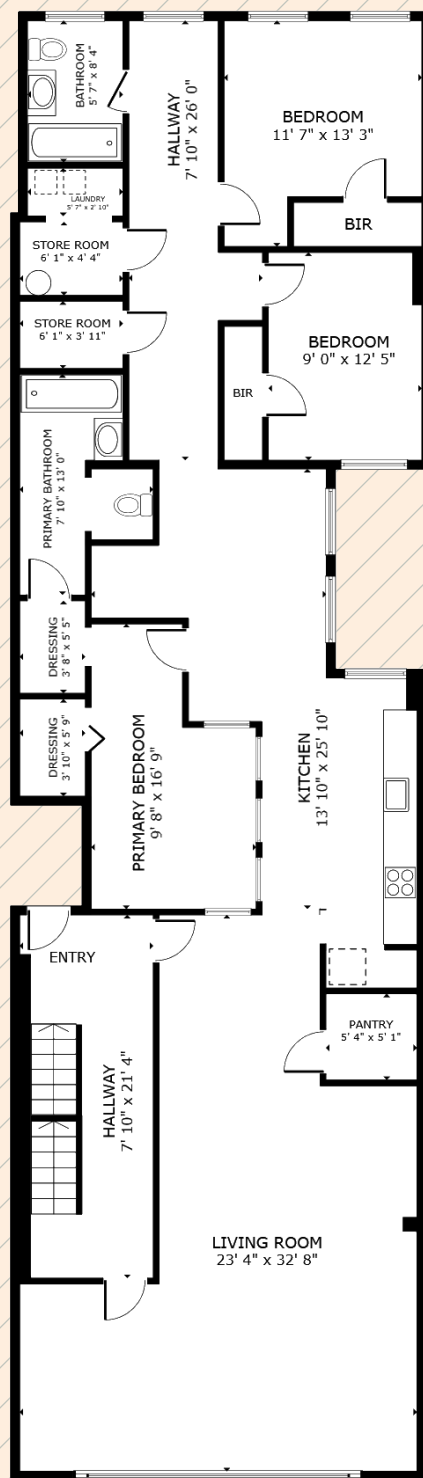 BATHROOM
5' 7" x 8' 4"
HALLWAY
7' 10" x 26' 0"
BEDROOM
11' 7" x 13' 3"
BIR
LAUNDRY
5' 7" x 2' 10"
STORE ROOM
6' 1" x 4' 4"
STORE ROOM
6' 1" x 3' 11"
BEDROOM
9' 0" x 12' 5"
BIR
PRIMARY BATHROOM
7' 10" x 13' 0"
DRESSING
3' 8" x 5' 5"
DRESSING
3' 10" x 5' 9"
PRIMARY BEDROOM
9' 8" x 16' 9"
KITCHEN
13' 10" x 25' 10"
ENTRY
HALLWAY
7' 10" x 21' 4"
PANTRY
5' 4" x 5' 1"
LIVING ROOM
23' 4" x 32' 8"